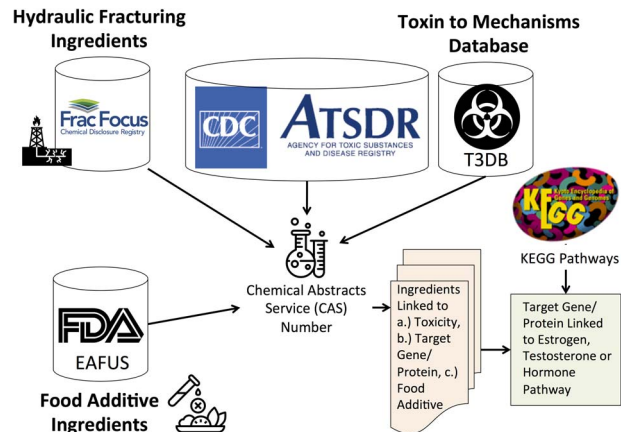 Hydraulic Fracturing
Ingredients
Toxin to Mechanisms
Database
Frac Focus
Chemical Disclosure Registry
CDC
ATSDR
AGENCY FOR TOXIC SUBSTANCES
AND DISEASE REGISTRY
T3DB
Kyoto Encyclopedia of
Genes and Genomes
KEGG
KEGG Pathways
Chemical Abstracts
Service (CAS)
Number
FDA
EAFUS
Food Additive
Ingredients
Ingredients
Linked to
a.) Toxicity,
b.) Target
Gene/
Protein, c.)
Food
Additive
Target Gene/
Protein Linked
to Estrogen,
Testosterone or
Hormone
Pathway